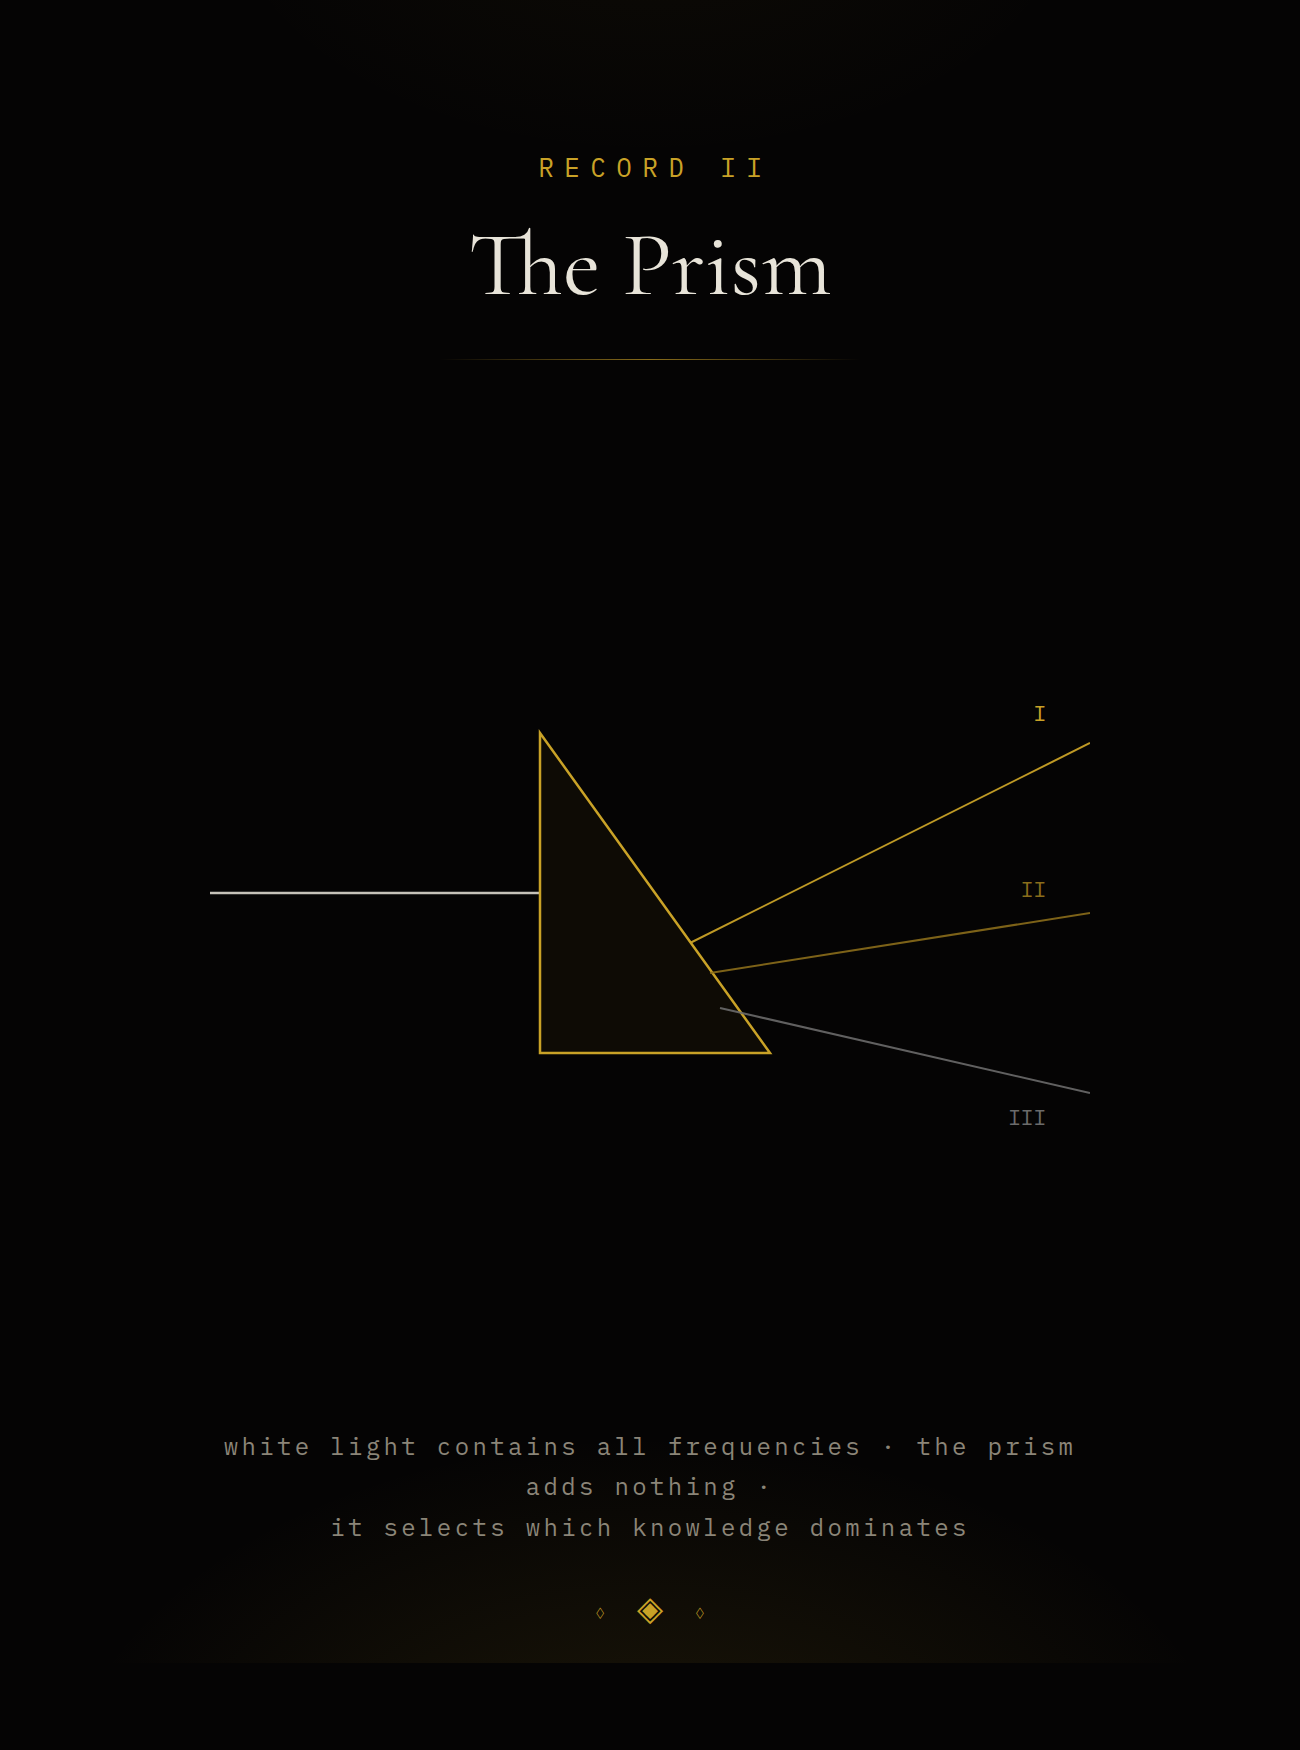 RECORD II
The Prism
I
II
III
white light contains all frequencies · the prism
adds nothing ·
it selects which knowledge dominates